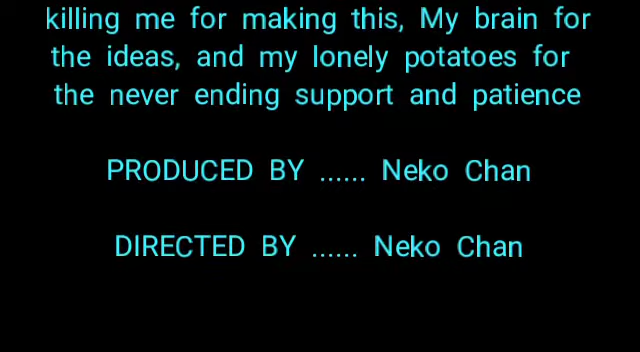 killing me for making this, My brain for
the ideas, and my lonely potatoes for
the never ending support and patience
PRODUCED BY ...... Neko Chan
DIRECTED BY ...... Neko Chan